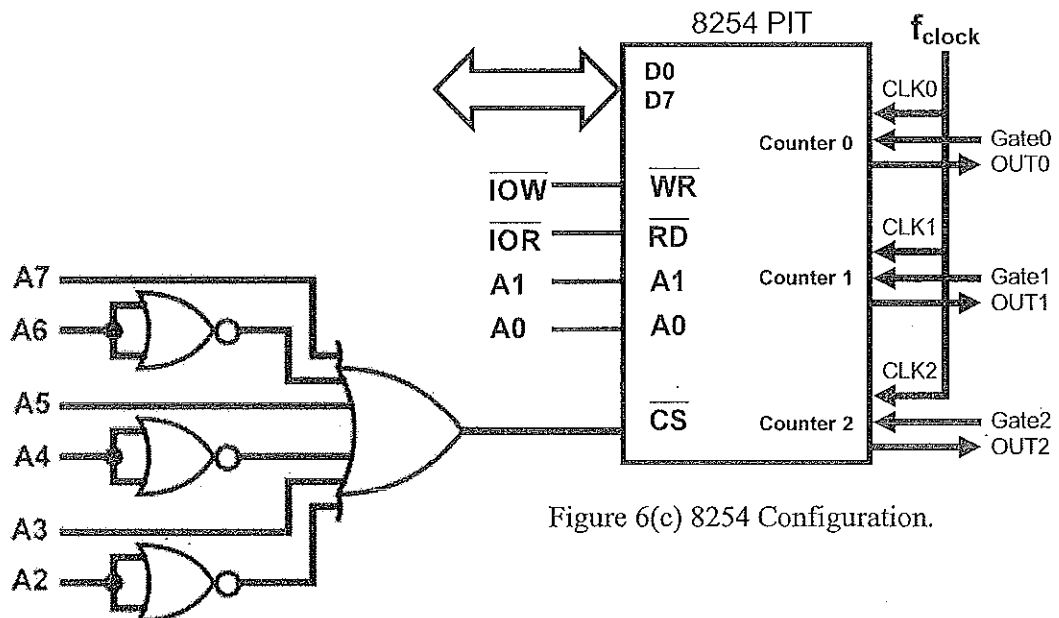 8254 PIT
f_clock
D0
D7
CLK0
Counter 0
Gate0
OUT0
IOW
WR
IOR
RD
CLK1
A7
A1
A1
Counter 1
Gate1
OUT1
A6
A0
A0
CLK2
A5
CS
Counter 2
Gate2
OUT2
A4
A3
Figure 6(c) 8254 Configuration.
A2